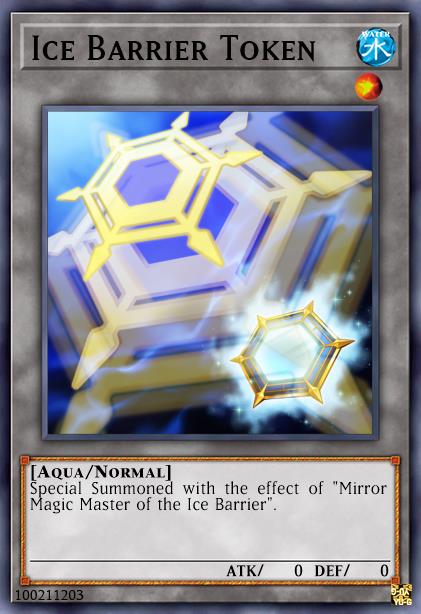 ICE BARRIER TOKEN
WATER
水
[AQUA/NORMAL]
Special Summoned with the effect of "Mirror
Magic Master of the Ice Barrier".
ATK/ 0 DEF/ 0
100211203